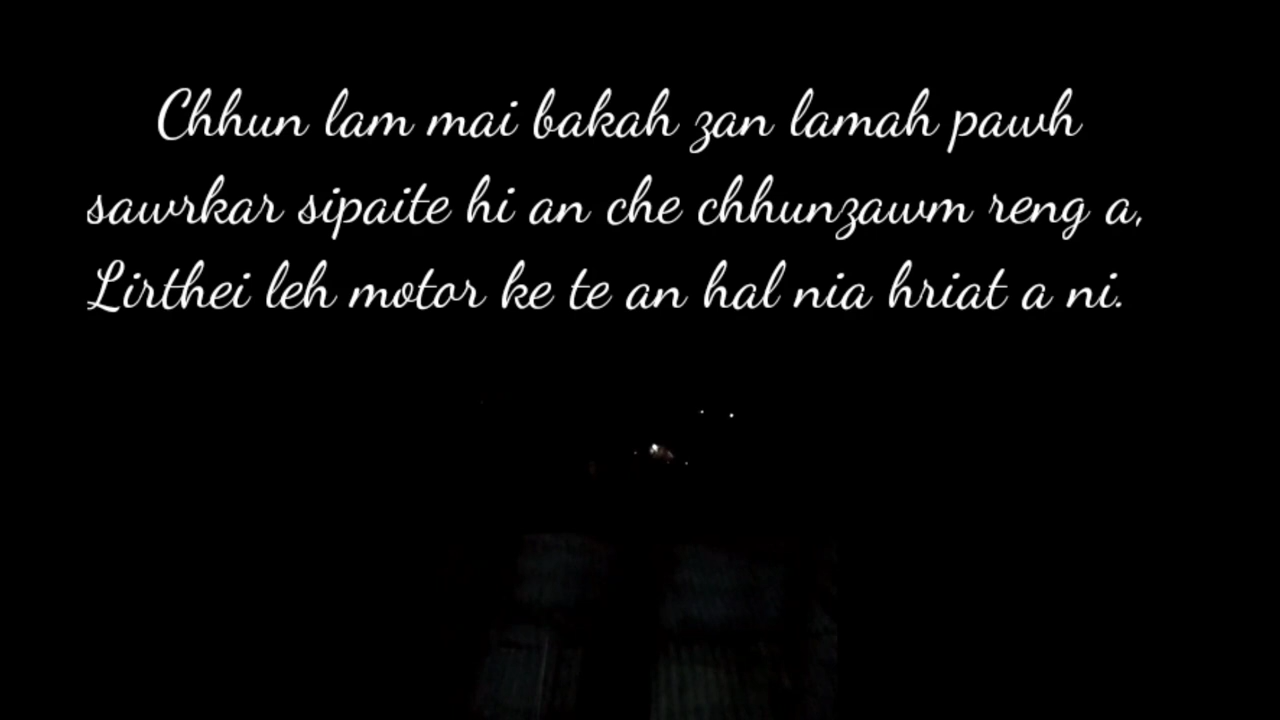 Chhun lam mai bakah zan lamah pawh
sawrkar sipaite hi an che chhunzawm reng a,
Lirthei leh motor ke te an hal nia hriat a ni.